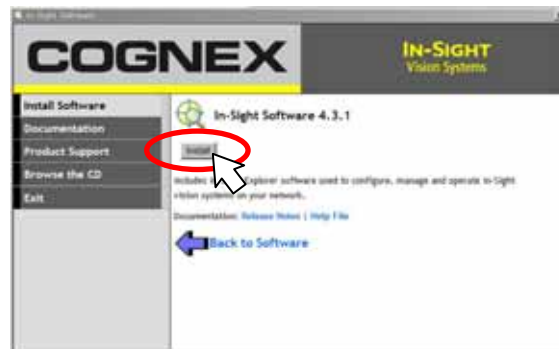 In-Sight Software
COGNEX
IN-SIGHT
Vision Systems
Install Software
Documentation
Product Support
Browse the CD
Exit
In-Sight Software 4.3.1
Install
Includes Explorer software used to configure, manage and operate In-Sight
vision systems on your network.
Documentation: Release Notes | Help File
Back to Software